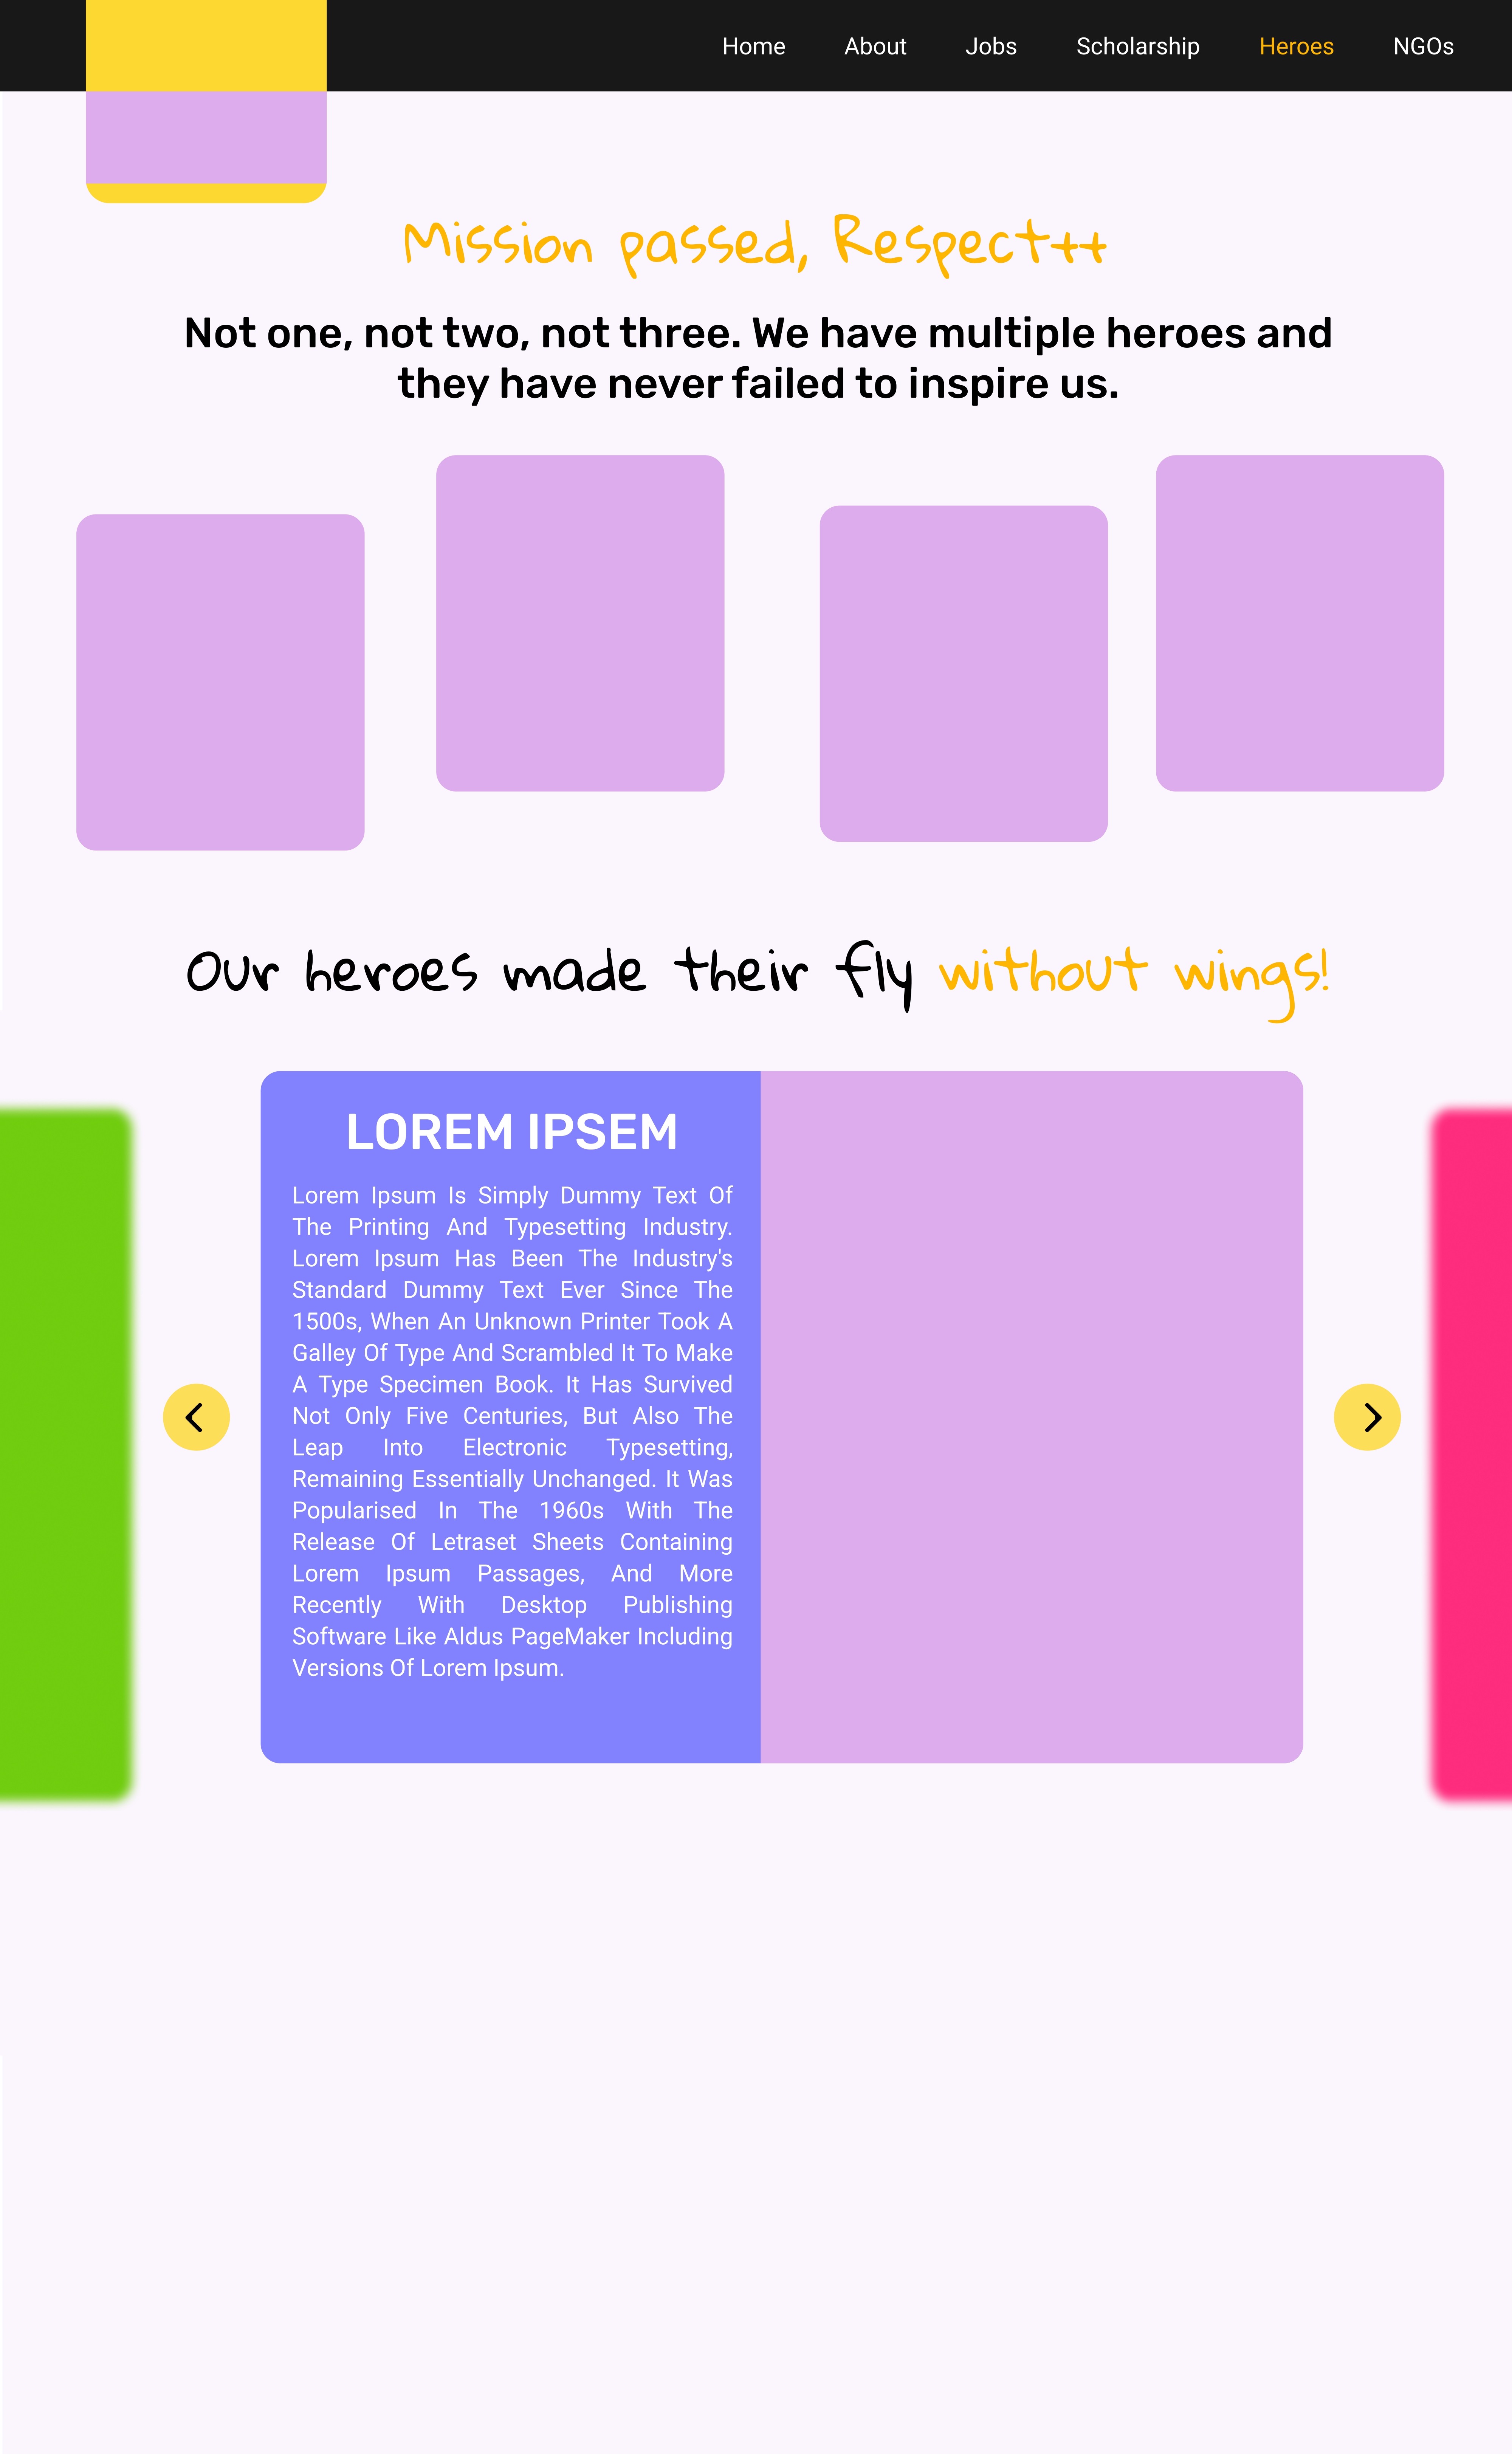 Home About Jobs Scholarship Heroes NGOs
Mission passed, Respect++
Not one, not two, not three. We have multiple heroes and
they have never failed to inspire us.
Our heroes made their fly without wings!
LOREM IPSEM
Lorem Ipsum Is Simply Dummy Text Of
The Printing And Typesetting Industry.
Lorem Ipsum Has Been The Industry's
Standard Dummy Text Ever Since The
1500s, When An Unknown Printer Took A
Galley Of Type And Scrambled It To Make
A Type Specimen Book. It Has Survived
Not Only Five Centuries, But Also The
Leap Into Electronic Typesetting,
Remaining Essentially Unchanged. It Was
Popularised In The 1960s With The
Release Of Letraset Sheets Containing
Lorem Ipsum Passages, And More
Recently With Desktop Publishing
Software Like Aldus PageMaker Including
Versions Of Lorem Ipsum.